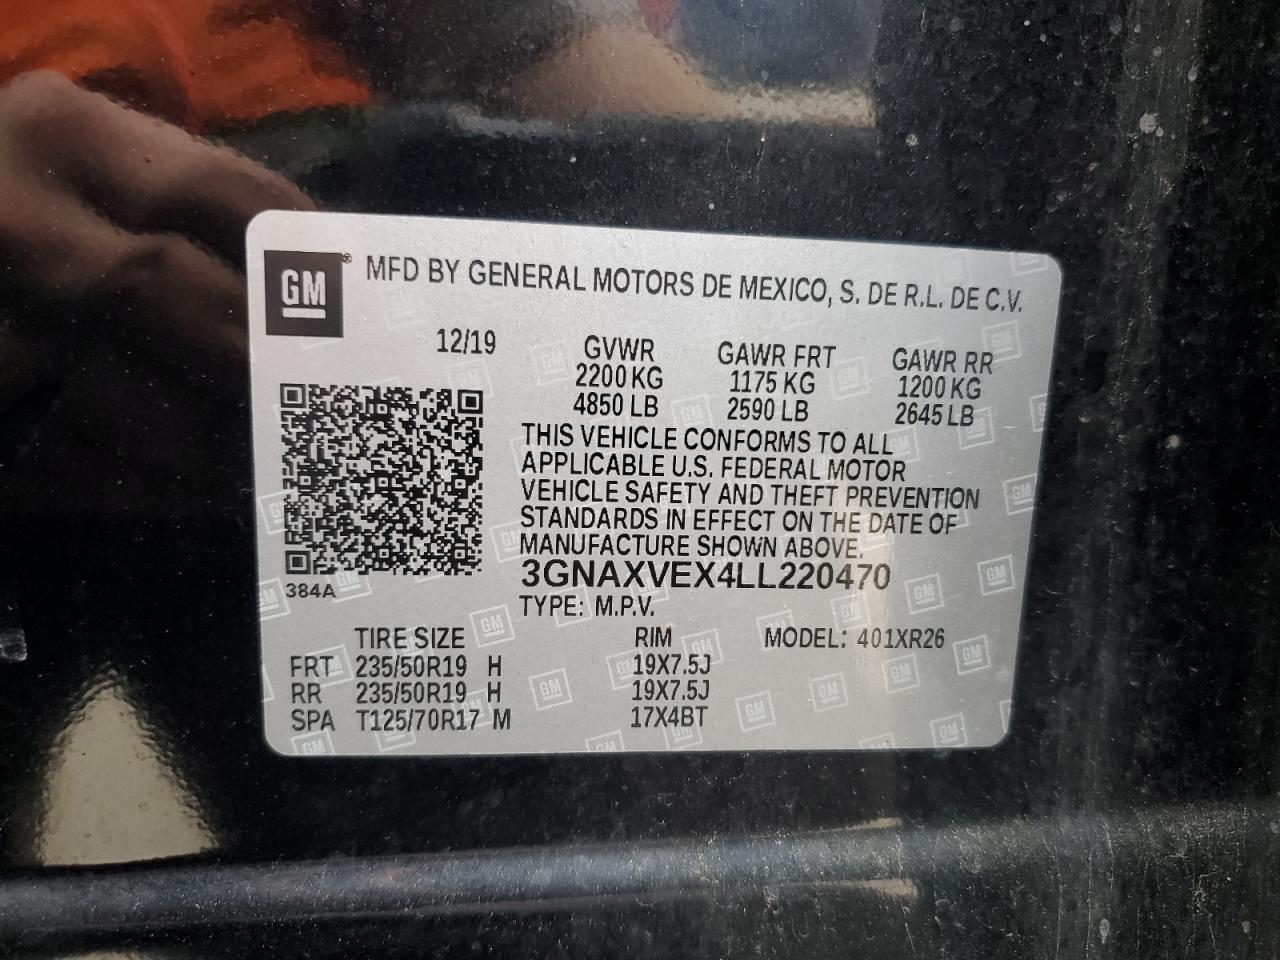 GM® MFD BY GENERAL MOTORS DE MEXICO, S. DE R.L. DE C.V.
12/19 GVWR GAWR FRT GAWR RR
2200 KG 1175 KG 1200 KG
4850 LB 2590 LB 2645 LB
THIS VEHICLE CONFORMS TO ALL
APPLICABLE U.S. FEDERAL MOTOR
VEHICLE SAFETY AND THEFT PREVENTION
STANDARDS IN EFFECT ON THE DATE OF
MANUFACTURE SHOWN ABOVE.
384A 3GNAXVEX4LL220470
TYPE: M.P.V.
TIRE SIZE RIM MODEL: 401XR26
FRT 235/50R19 H 19X7.5J
RR 235/50R19 H 19X7.5J
SPA T125/70R17 M 17X4BT